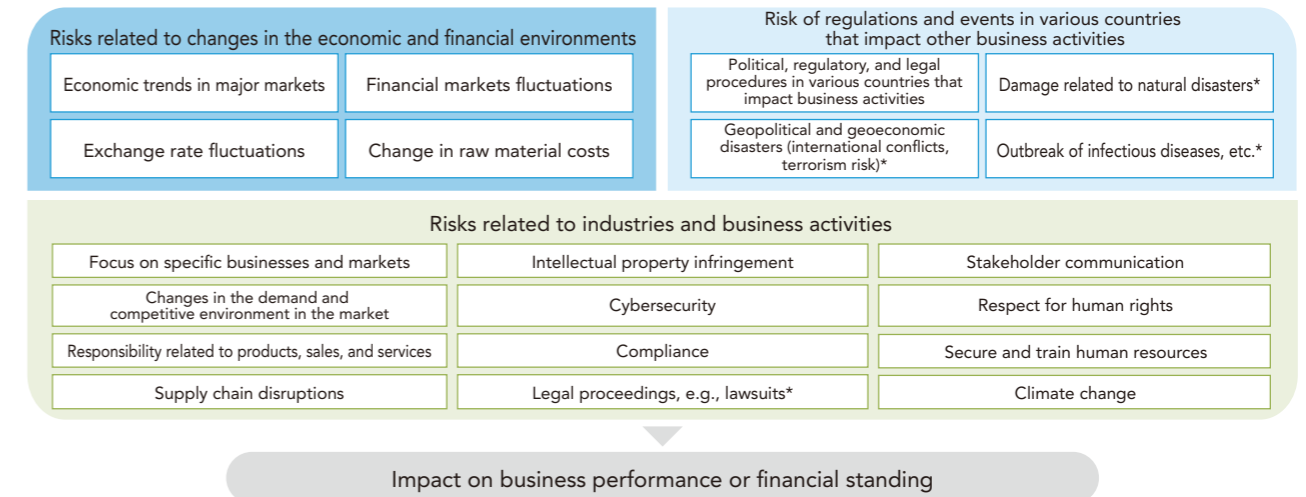 Risks related to changes in the economic and financial environments
Economic trends in major markets
Financial markets fluctuations
Exchange rate fluctuations
Change in raw material costs
Risk of regulations and events in various countries
that impact other business activities
Political, regulatory, and legal
procedures in various countries that
impact business activities
Damage related to natural disasters*
Geopolitical and geoeconomic
disasters (international conflicts,
terrorism risk)*
Outbreak of infectious diseases, etc.*
Risks related to industries and business activities
Focus on specific businesses and markets
Intellectual property infringement
Stakeholder communication
Changes in the demand and
competitive environment in the market
Cybersecurity
Respect for human rights
Responsibility related to products, sales, and services
Compliance
Secure and train human resources
Supply chain disruptions
Legal proceedings, e.g., lawsuits*
Climate change
Impact on business performance or financial standing